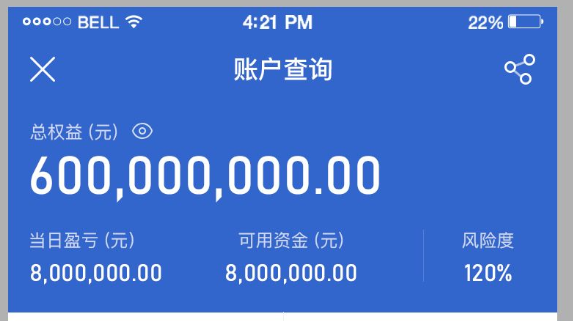 BELL 4:21 PM 22%
账户查询
总权益 (元)
600,000,000.00
当日盈亏 (元) 可用资金 (元) 风险度
8,000,000.00 8,000,000.00 120%